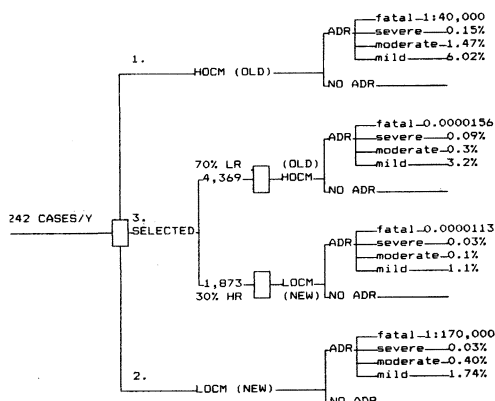 fatal 1:40,000
ADR severe 0.15%
moderate 1.47%
1. mild 6.02%
HOCM (OLD)
NO ADR
fatal 0.0000156
ADR severe 0.09%
70% LR (OLD) moderate 0.3%
4,369 HOCM mild 3.2%
NO ADR
242 CASES/Y 3.
SELECTED
fatal 0.0000113
ADR severe 0.03%
moderate 0.1%
1,873 LOCM mild 1.1%
30% HR (NEW) NO ADR
fatal 1:170,000
ADR severe 0.03%
moderate 0.40%
2. mild 1.74%
LOCM (NEW)
NO ADR